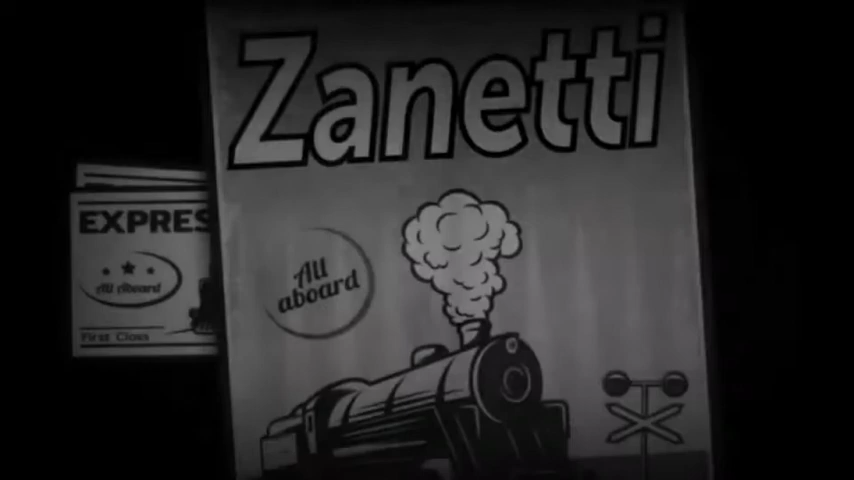 Zanetti
All
aboard
EXPRES
All Aboard
First Class